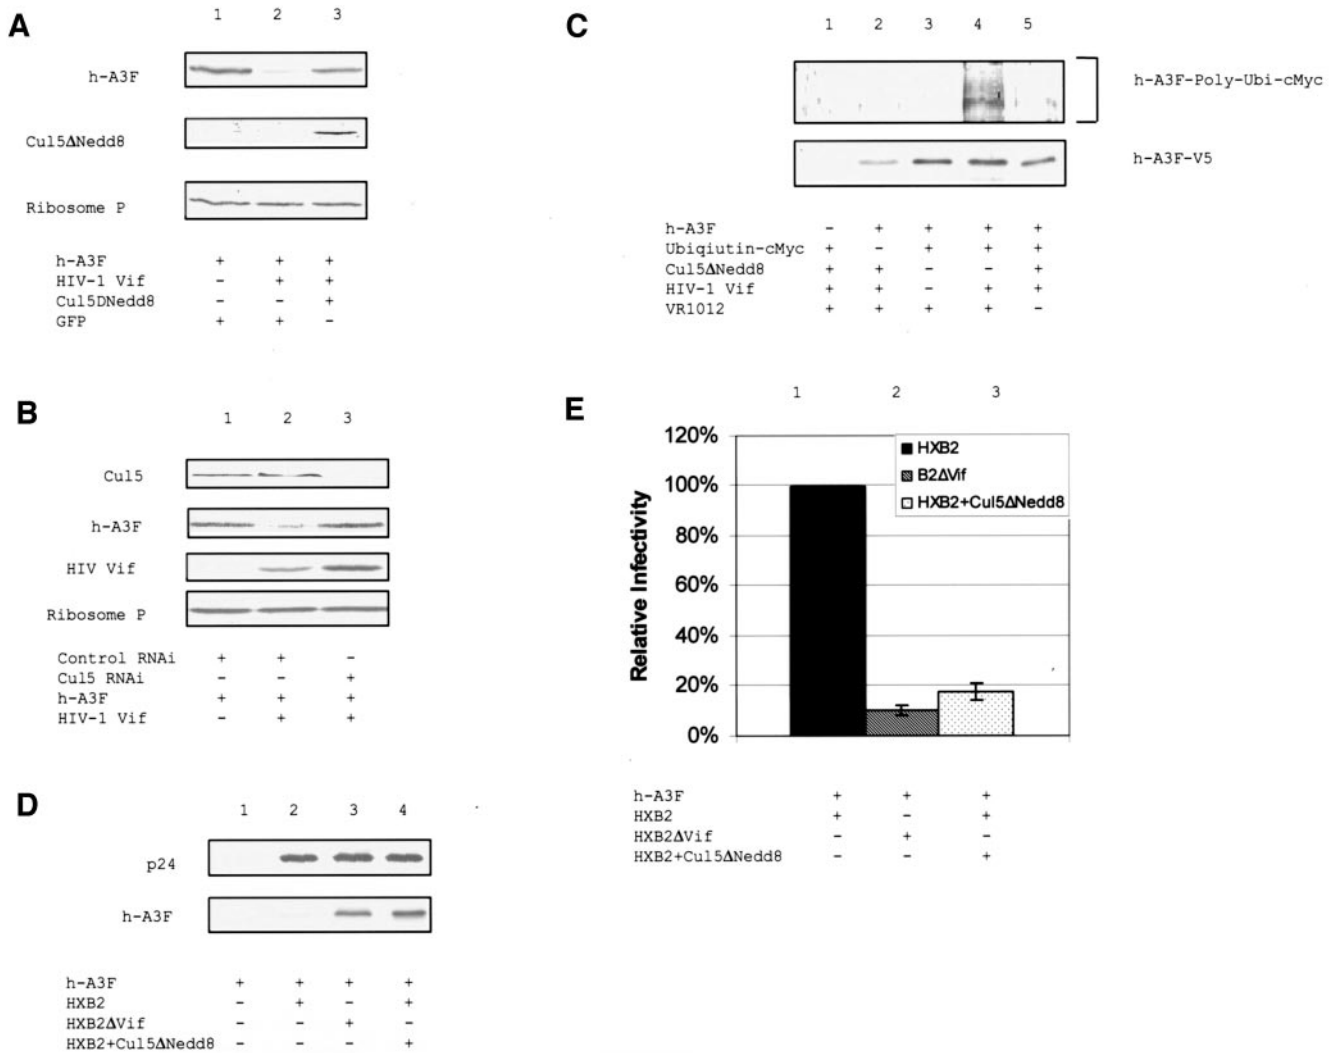 A
1 2 3
h-A3F
Cul5ΔNedd8
Ribosome P
h-A3F + + +
HIV-1 Vif - + +
Cul5DNedd8 - - +
GFP + + -
B
1 2 3
Cul5
h-A3F
HIV Vif
Ribosome P
Control RNAi + + -
Cul5 RNAi - - +
h-A3F + + +
HIV-1 Vif - + +
D
1 2 3 4
p24
h-A3F
h-A3F + + + +
HXB2 - + - +
HXB2ΔVif - - + -
HXB2+Cul5ΔNedd8 - - - +
C
1 2 3 4 5
h-A3F-Poly-Ubi-cMyc
h-A3F-V5
h-A3F - + + + +
Ubiqiutin-cMyc + - + + +
Cul5ΔNedd8 + + - - +
HIV-1 Vif + + - + +
VR1012 + + + + -
E
1 2 3
Relative Infectivity
120%
100%
80%
60%
40%
20%
0%
HXB2
B2ΔVif
HXB2+Cul5ΔNedd8
h-A3F + + +
HXB2 + - +
HXB2ΔVif - + -
HXB2+Cul5ΔNedd8 - - +